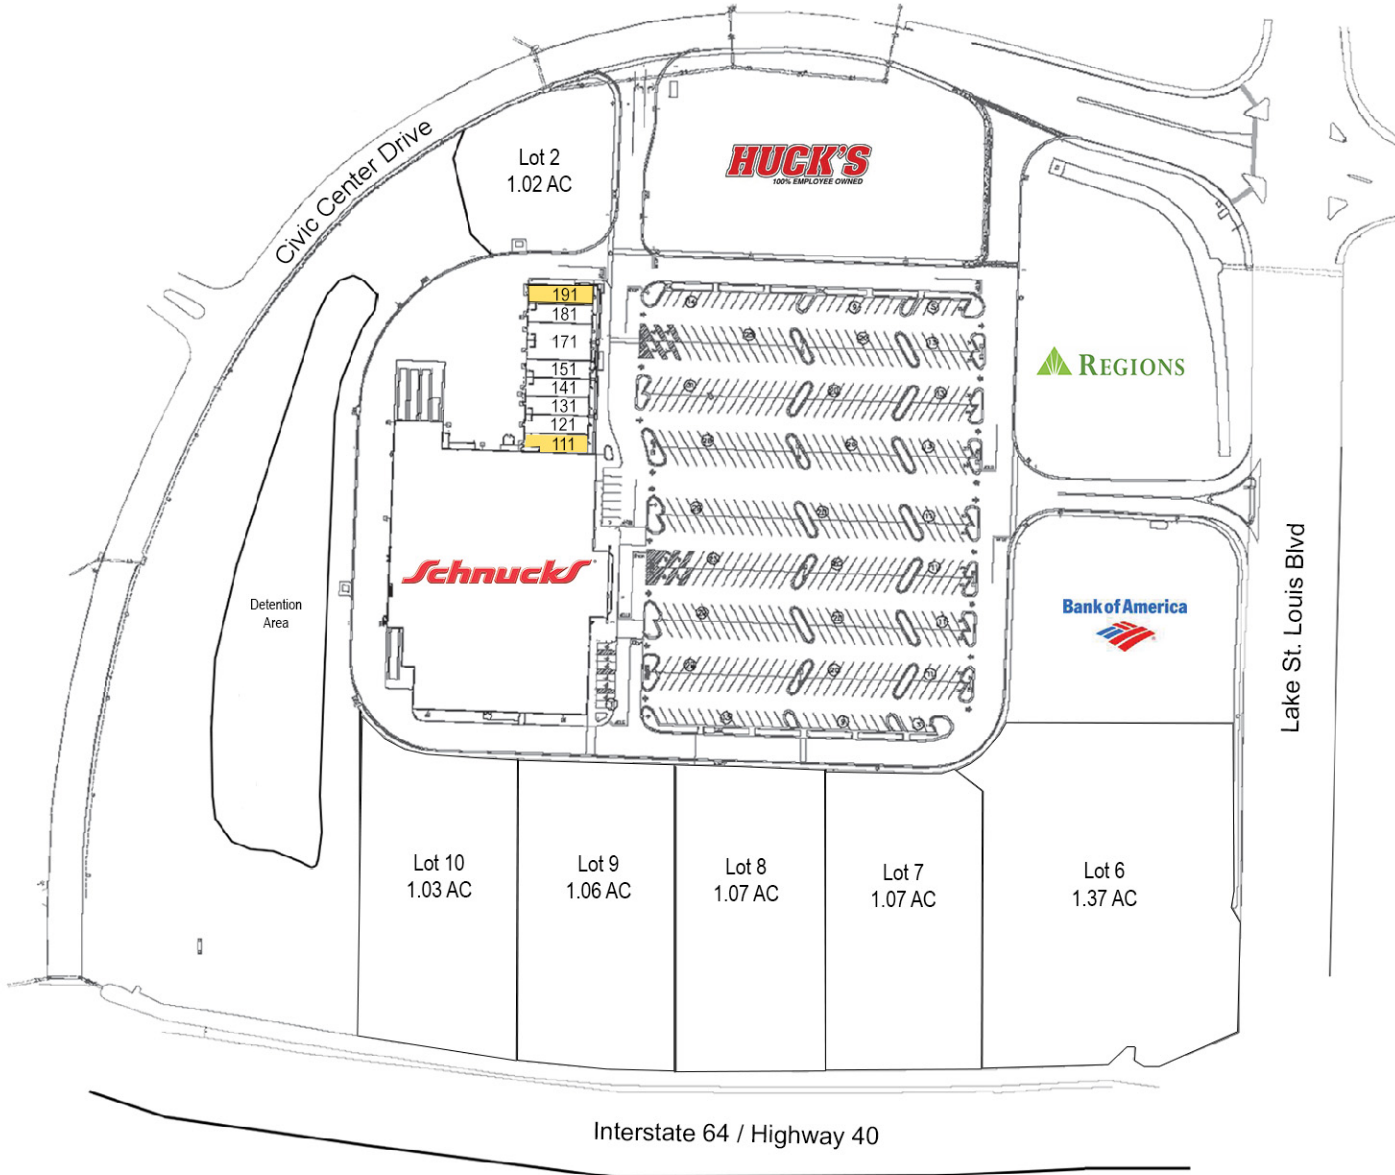 Civic Center Drive
Lot 2
1.02 AC
HUCK'S
100% EMPLOYEE OWNED
191
181
171
151
141
131
121
111
REGIONS
Schnucks
Detention
Area
Bank of America
Lake St. Louis Blvd
Lot 10
1.03 AC
Lot 9
1.06 AC
Lot 8
1.07 AC
Lot 7
1.07 AC
Lot 6
1.37 AC
Interstate 64 / Highway 40